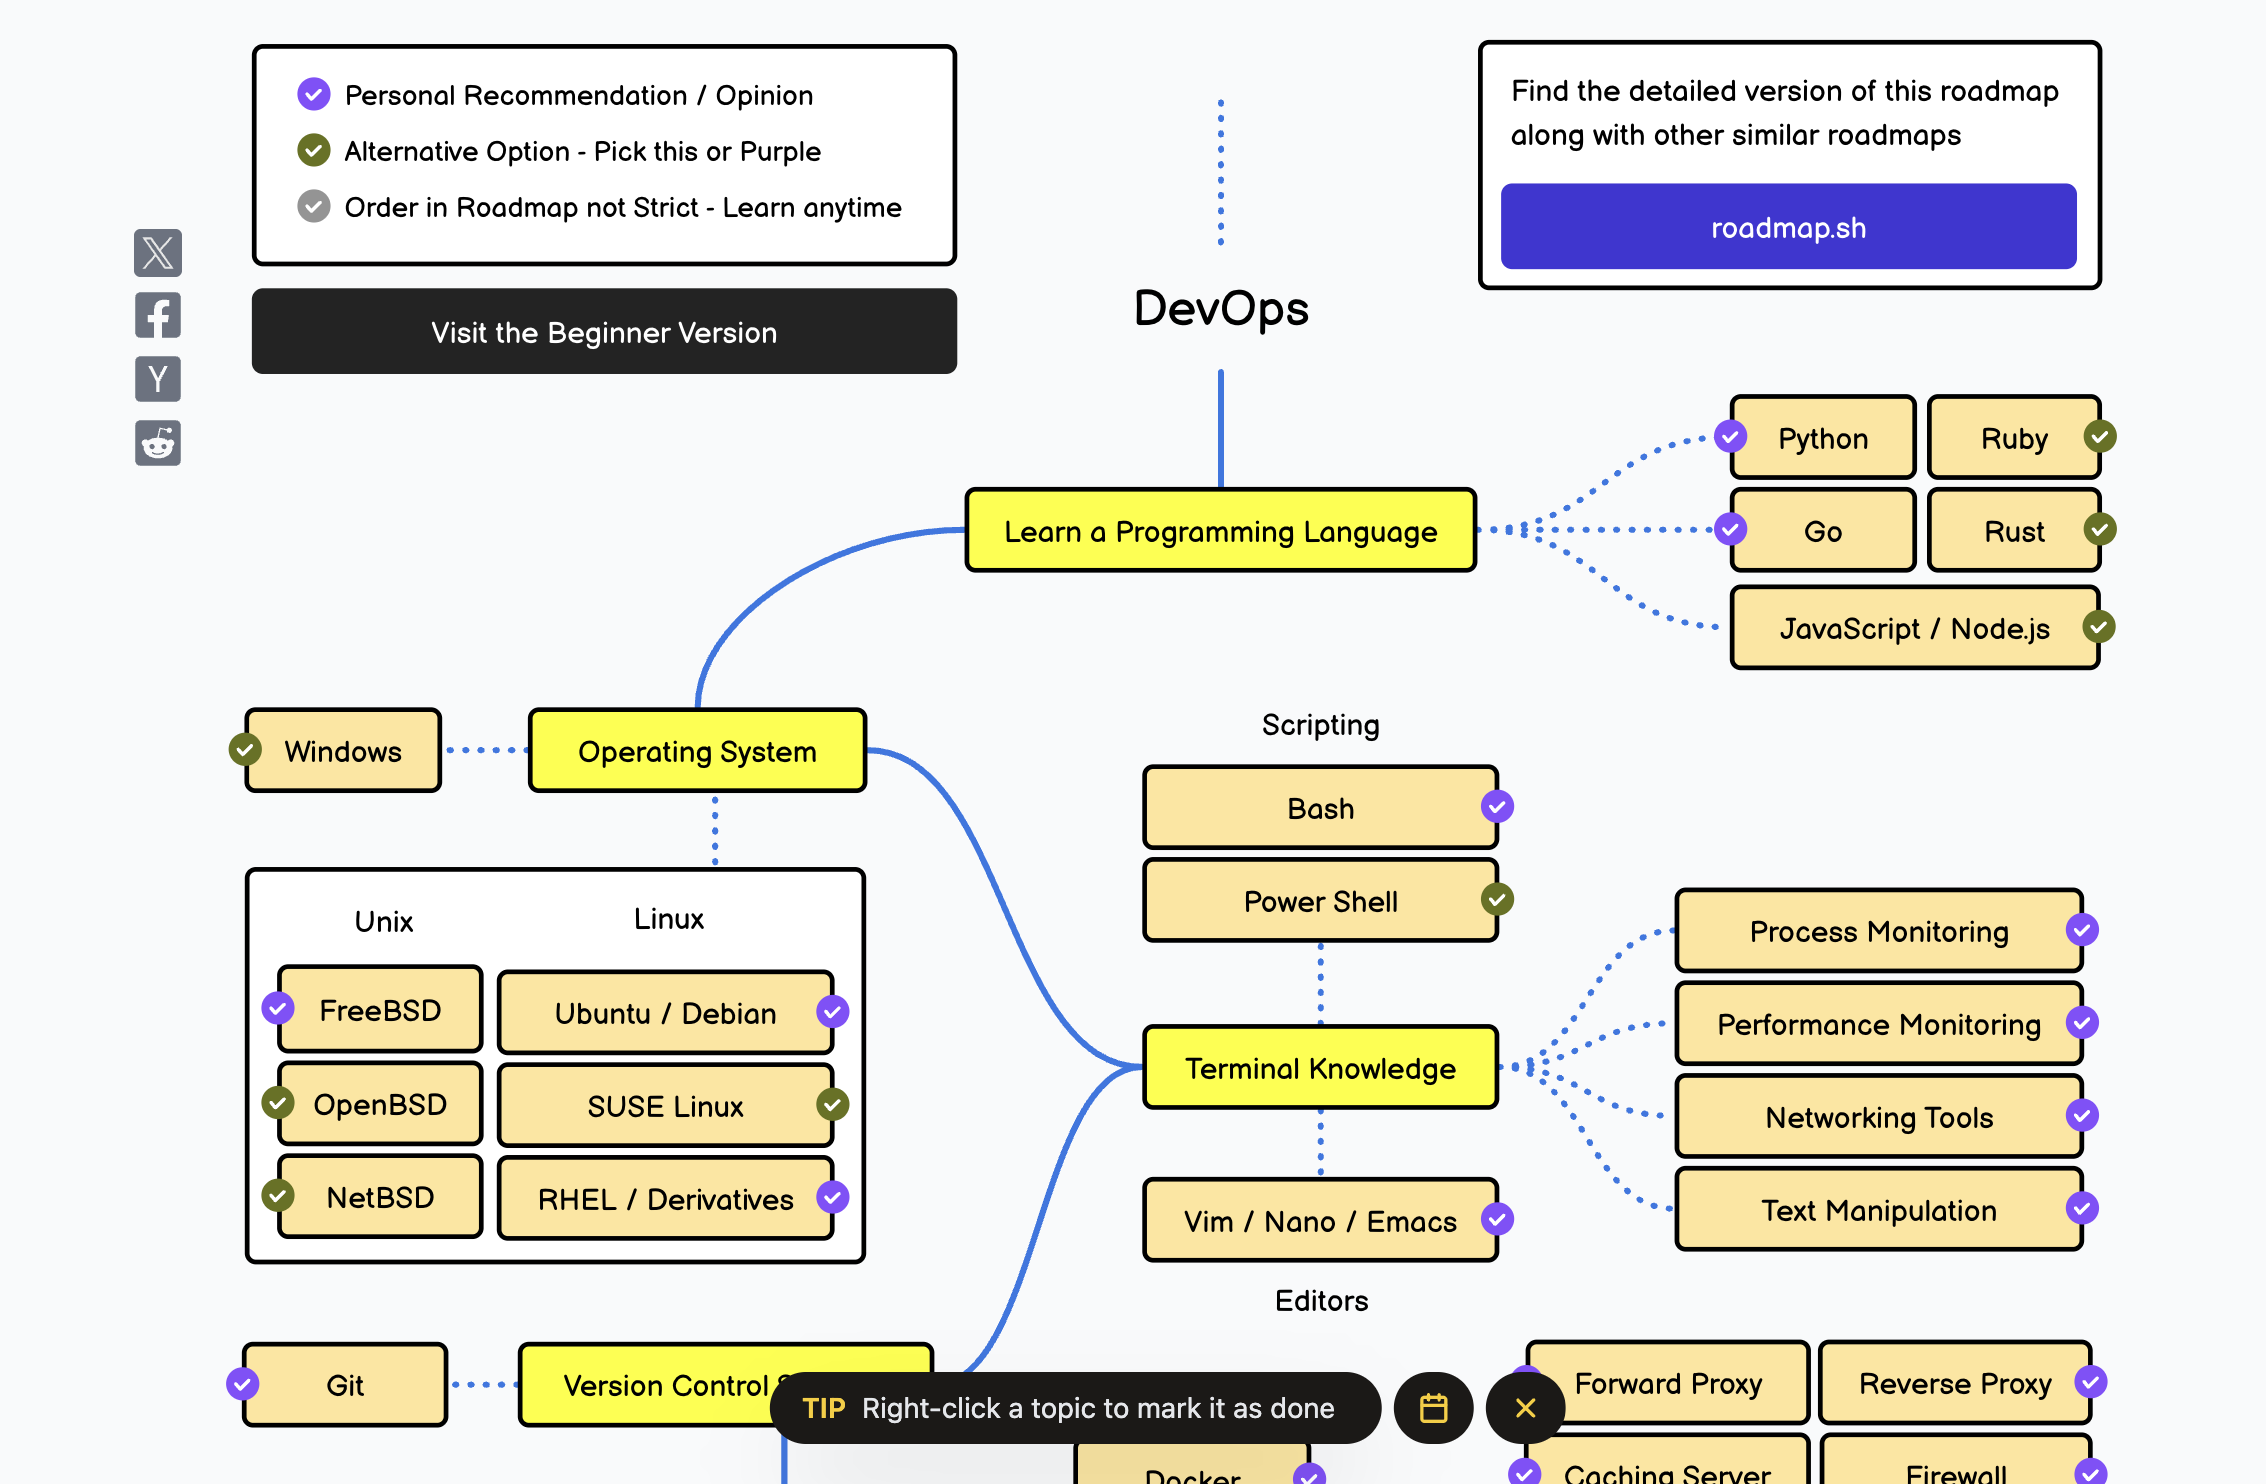 Personal Recommendation / Opinion
Alternative Option - Pick this or Purple
Order in Roadmap not Strict - Learn anytime
Visit the Beginner Version
Find the detailed version of this roadmap
along with other similar roadmaps
roadmap.sh
DevOps
Learn a Programming Language
Python
Ruby
Go
Rust
JavaScript / Node.js
Windows
Operating System
Unix
Linux
FreeBSD
Ubuntu / Debian
OpenBSD
SUSE Linux
NetBSD
RHEL / Derivatives
Scripting
Bash
Power Shell
Terminal Knowledge
Vim / Nano / Emacs
Editors
Process Monitoring
Performance Monitoring
Networking Tools
Text Manipulation
Git
Version Control
Forward Proxy
Reverse Proxy
TIP Right-click a topic to mark it as done
Docker
Caching Server
Firewall